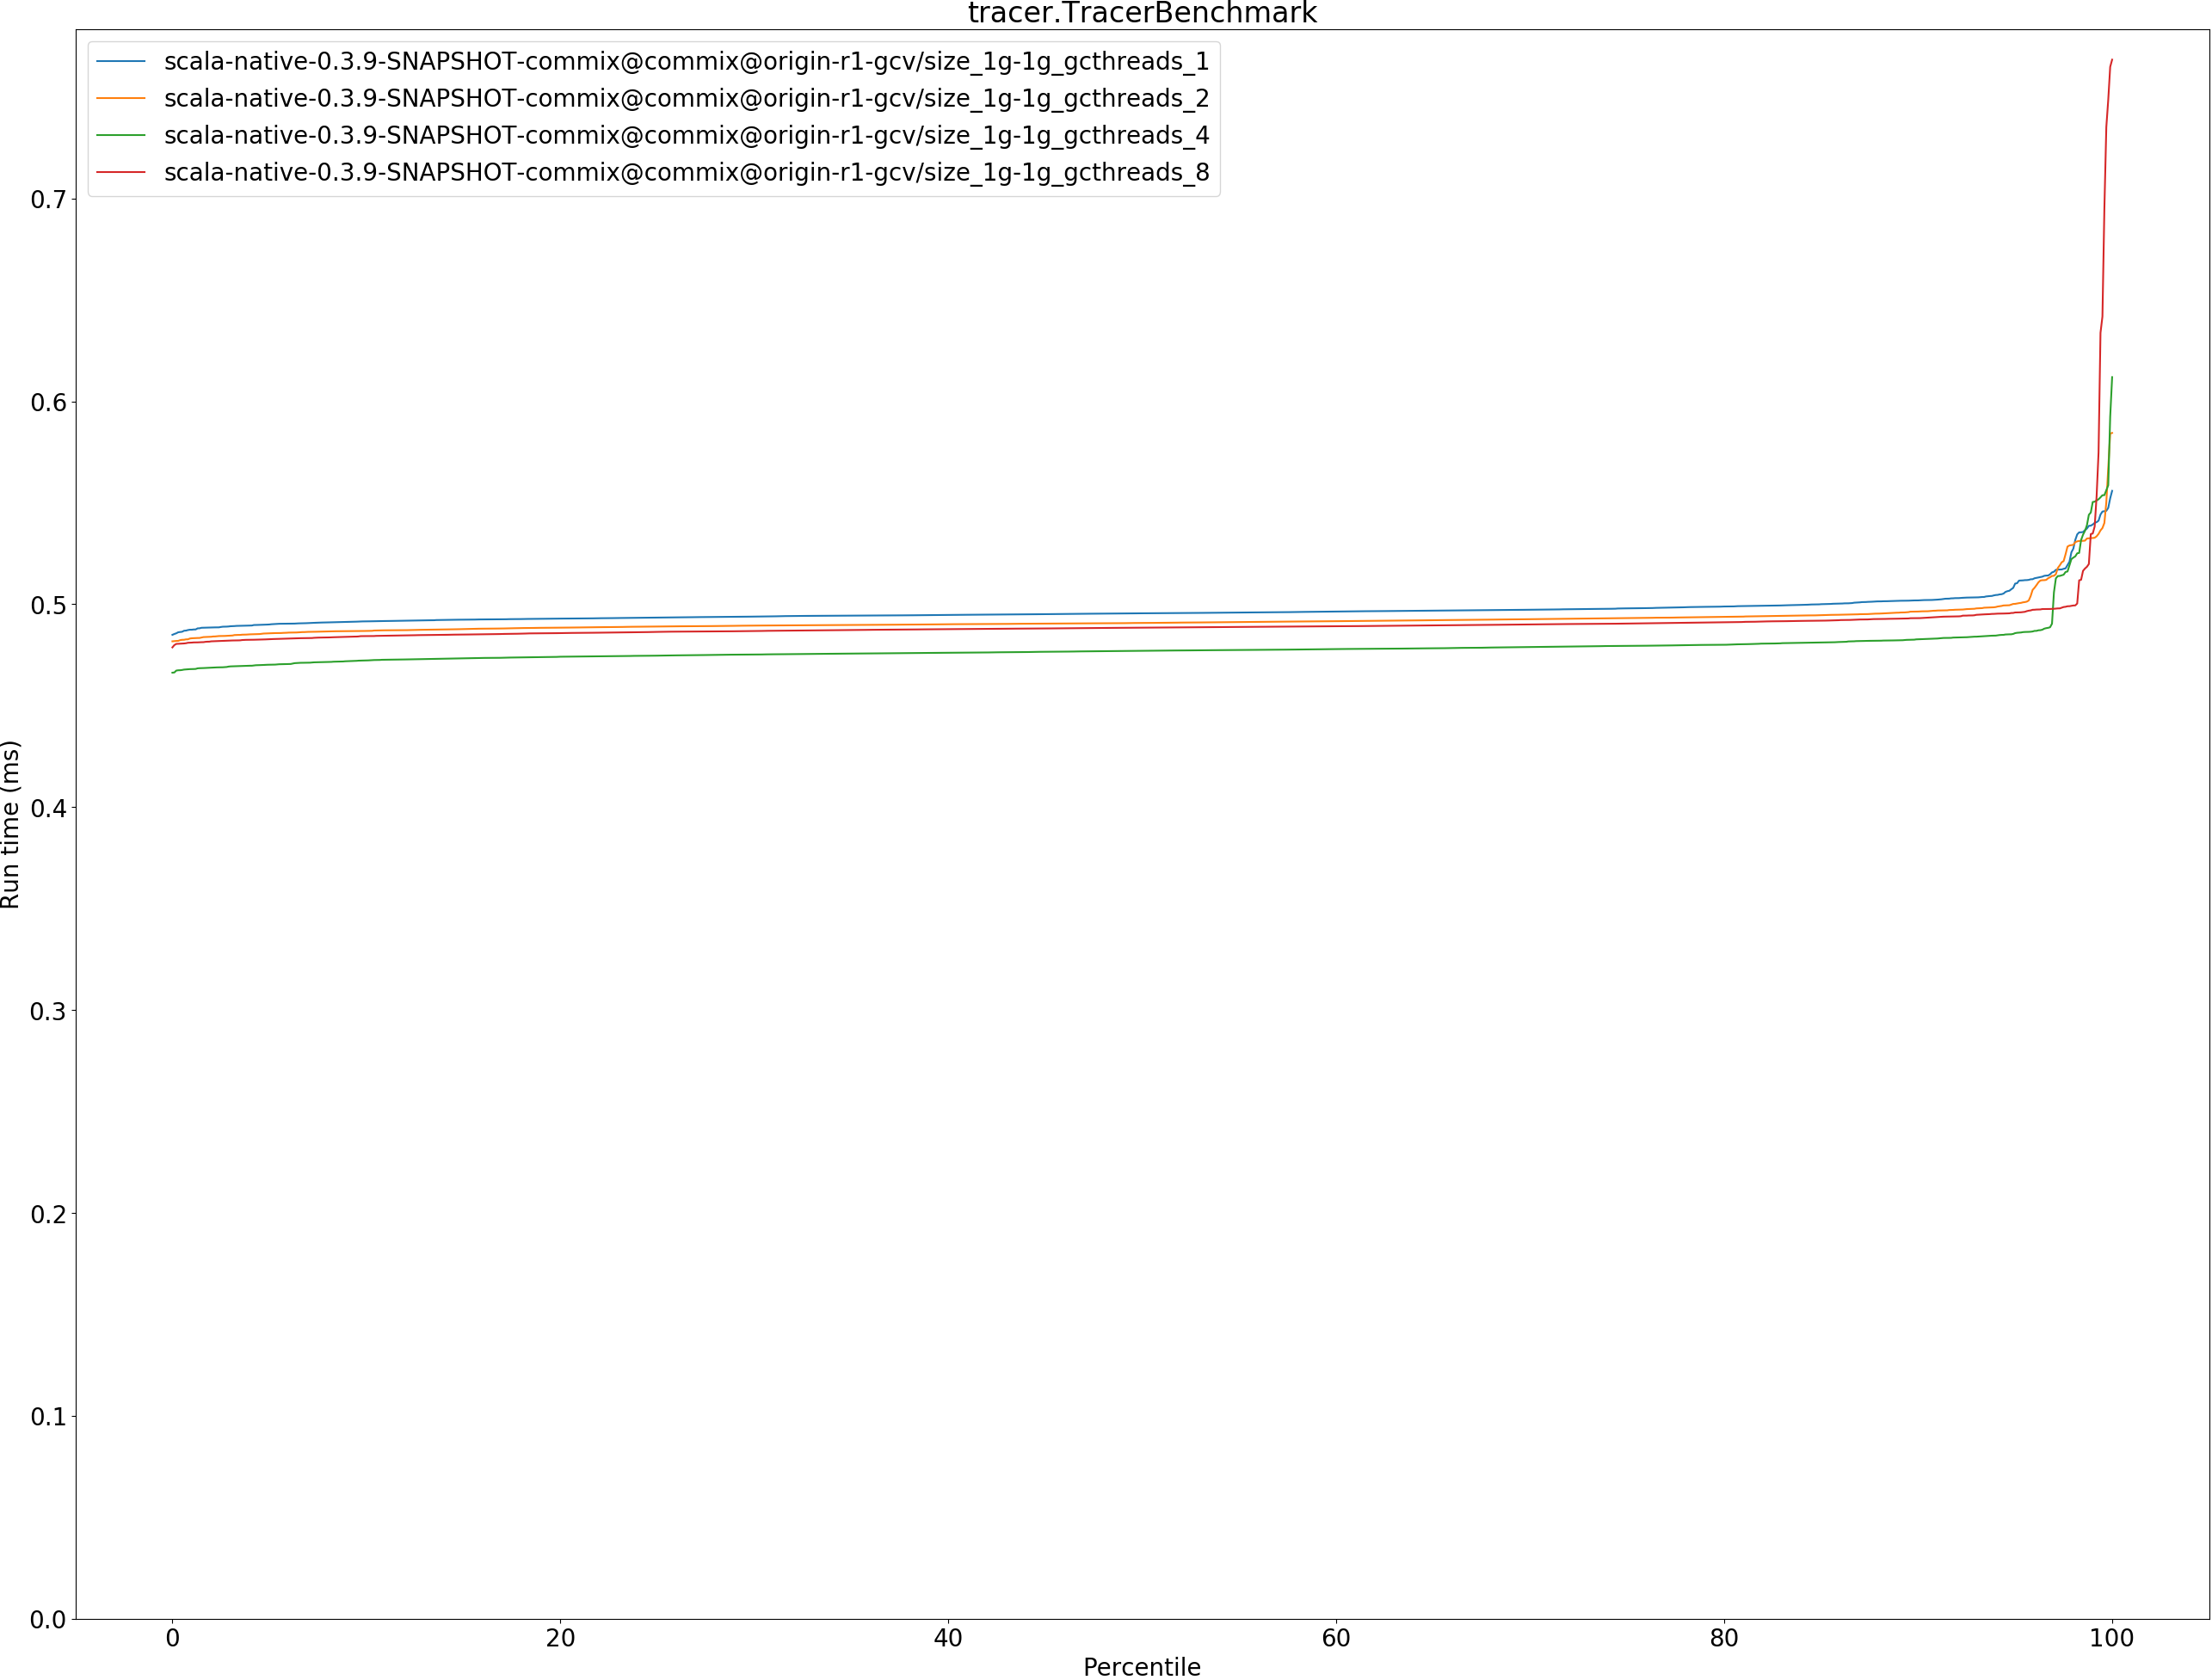 tracer.TracerBenchmark
scala-native-0.3.9-SNAPSHOT-commix@commix@origin-r1-gcv/size_1g-1g_gcthreads_1
scala-native-0.3.9-SNAPSHOT-commix@commix@origin-r1-gcv/size_1g-1g_gcthreads_2
scala-native-0.3.9-SNAPSHOT-commix@commix@origin-r1-gcv/size_1g-1g_gcthreads_4
scala-native-0.3.9-SNAPSHOT-commix@commix@origin-r1-gcv/size_1g-1g_gcthreads_8
0.7
0.6
0.5
0.4
0.3
0.2
0.1
0.0
Run time (ms)
0 20 40 60 80 100
Percentile